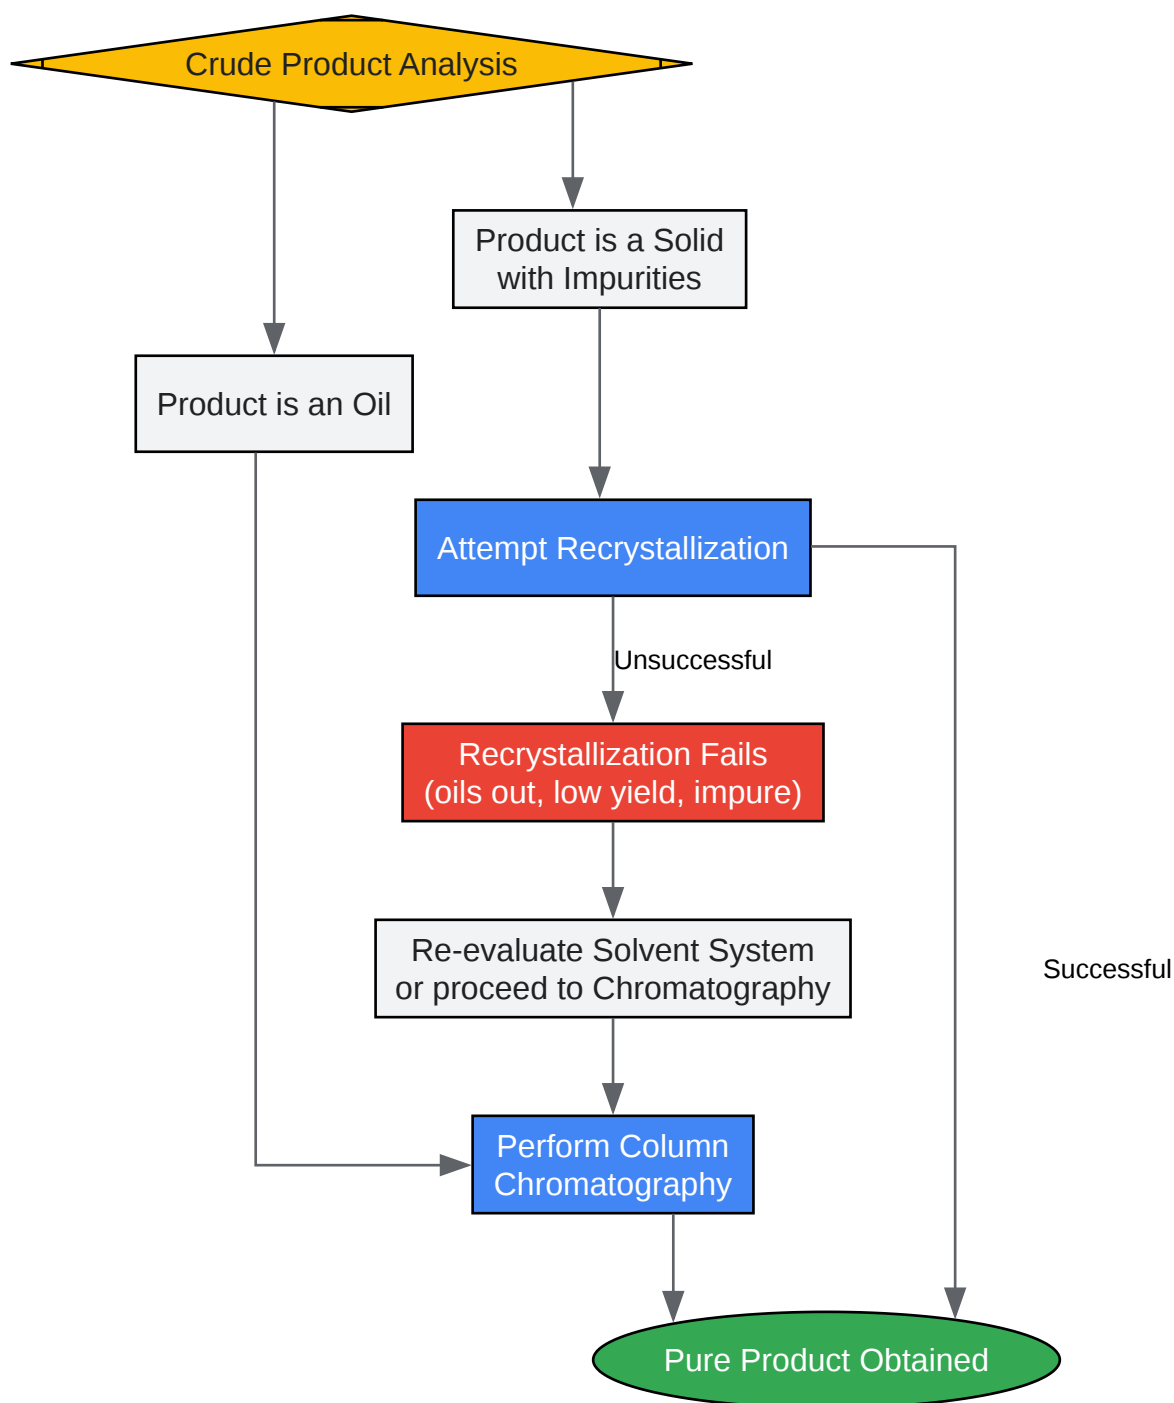 Crude Product Analysis
Product is a Solid
with Impurities
Product is an Oil
Attempt Recrystallization
Unsuccessful
Recrystallization Fails
(oils out, low yield, impure)
Re-evaluate Solvent System
or proceed to Chromatography
Successful
Perform Column
Chromatography
Pure Product Obtained